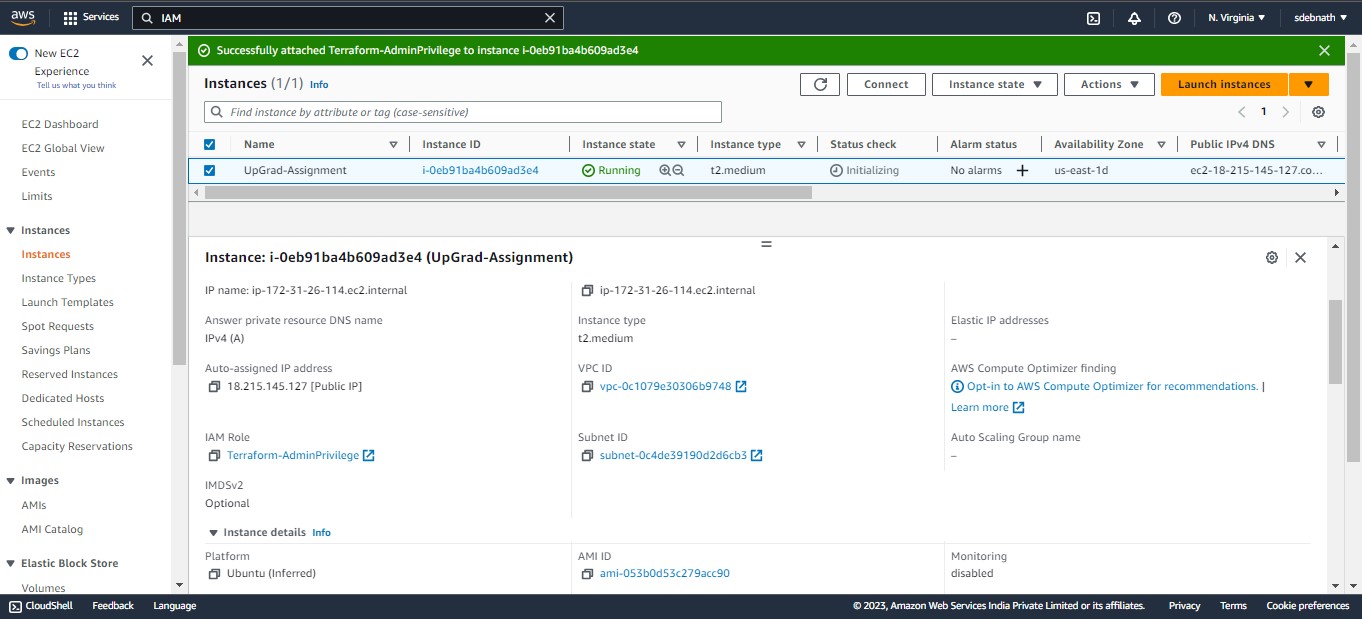 aws Services IAM N. Virginia sdebnath
New EC2
Experience
Tell us what you think
EC2 Dashboard
EC2 Global View
Events
Limits
Instances
Instances
Instance Types
Launch Templates
Spot Requests
Savings Plans
Reserved Instances
Dedicated Hosts
Scheduled Instances
Capacity Reservations
Images
AMIs
AMI Catalog
Elastic Block Store
Volumes
Successfully attached Terraform-AdminPrivilege to instance i-0eb91ba4b609ad3e4
Instances (1/1) Info Connect Instance state Actions Launch instances
Find instance by attribute or tag (case-sensitive) 1
Name Instance ID Instance state Instance type Status check Alarm status Availability Zone Public IPv4 DNS
UpGrad-Assignment i-0eb91ba4b609ad3e4 Running t2.medium Initializing No alarms us-east-1d ec2-18-215-145-127.co...
Instance: i-0eb91ba4b609ad3e4 (UpGrad-Assignment)
IP name: ip-172-31-26-114.ec2.internal ip-172-31-26-114.ec2.internal
Answer private resource DNS name Instance type Elastic IP addresses
IPv4 (A) t2.medium –
Auto-assigned IP address VPC ID AWS Compute Optimizer finding
18.215.145.127 [Public IP] vpc-0c1079e30306b9748 Opt-in to AWS Compute Optimizer for recommendations. |
Learn more
IAM Role Subnet ID Auto Scaling Group name
Terraform-AdminPrivilege subnet-0c4de39190d2d6cb3 –
IMDSv2
Optional
Instance details Info
Platform AMI ID Monitoring
Ubuntu (Inferred) ami-053b0d53c279acc90 disabled
CloudShell Feedback Language © 2023, Amazon Web Services India Private Limited or its affiliates. Privacy Terms Cookie preferences